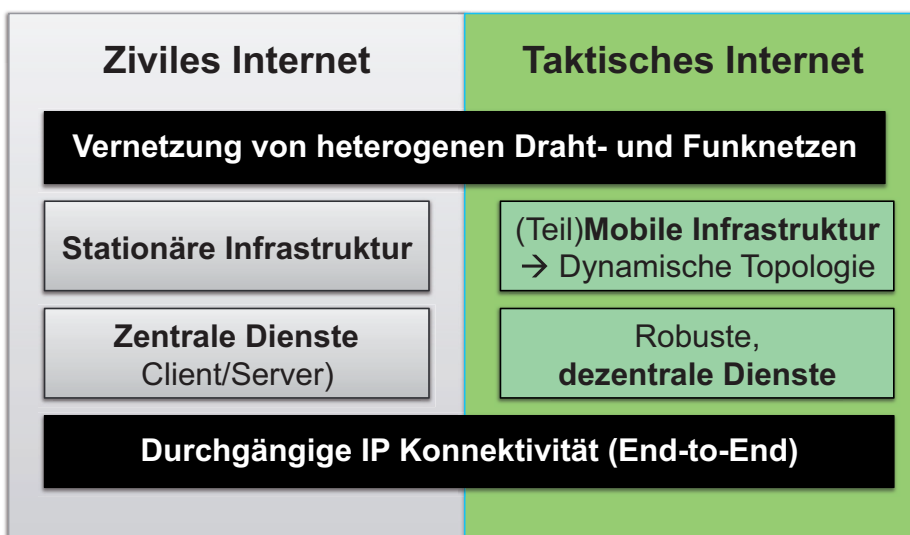 Ziviles Internet
Taktisches Internet
Vernetzung von heterogenen Draht- und Funknetzen
Stationäre Infrastruktur
(Teil)Mobile Infrastruktur
→ Dynamische Topologie
Zentrale Dienste
Client/Server)
Robuste,
dezentrale Dienste
Durchgängige IP Konnektivität (End-to-End)